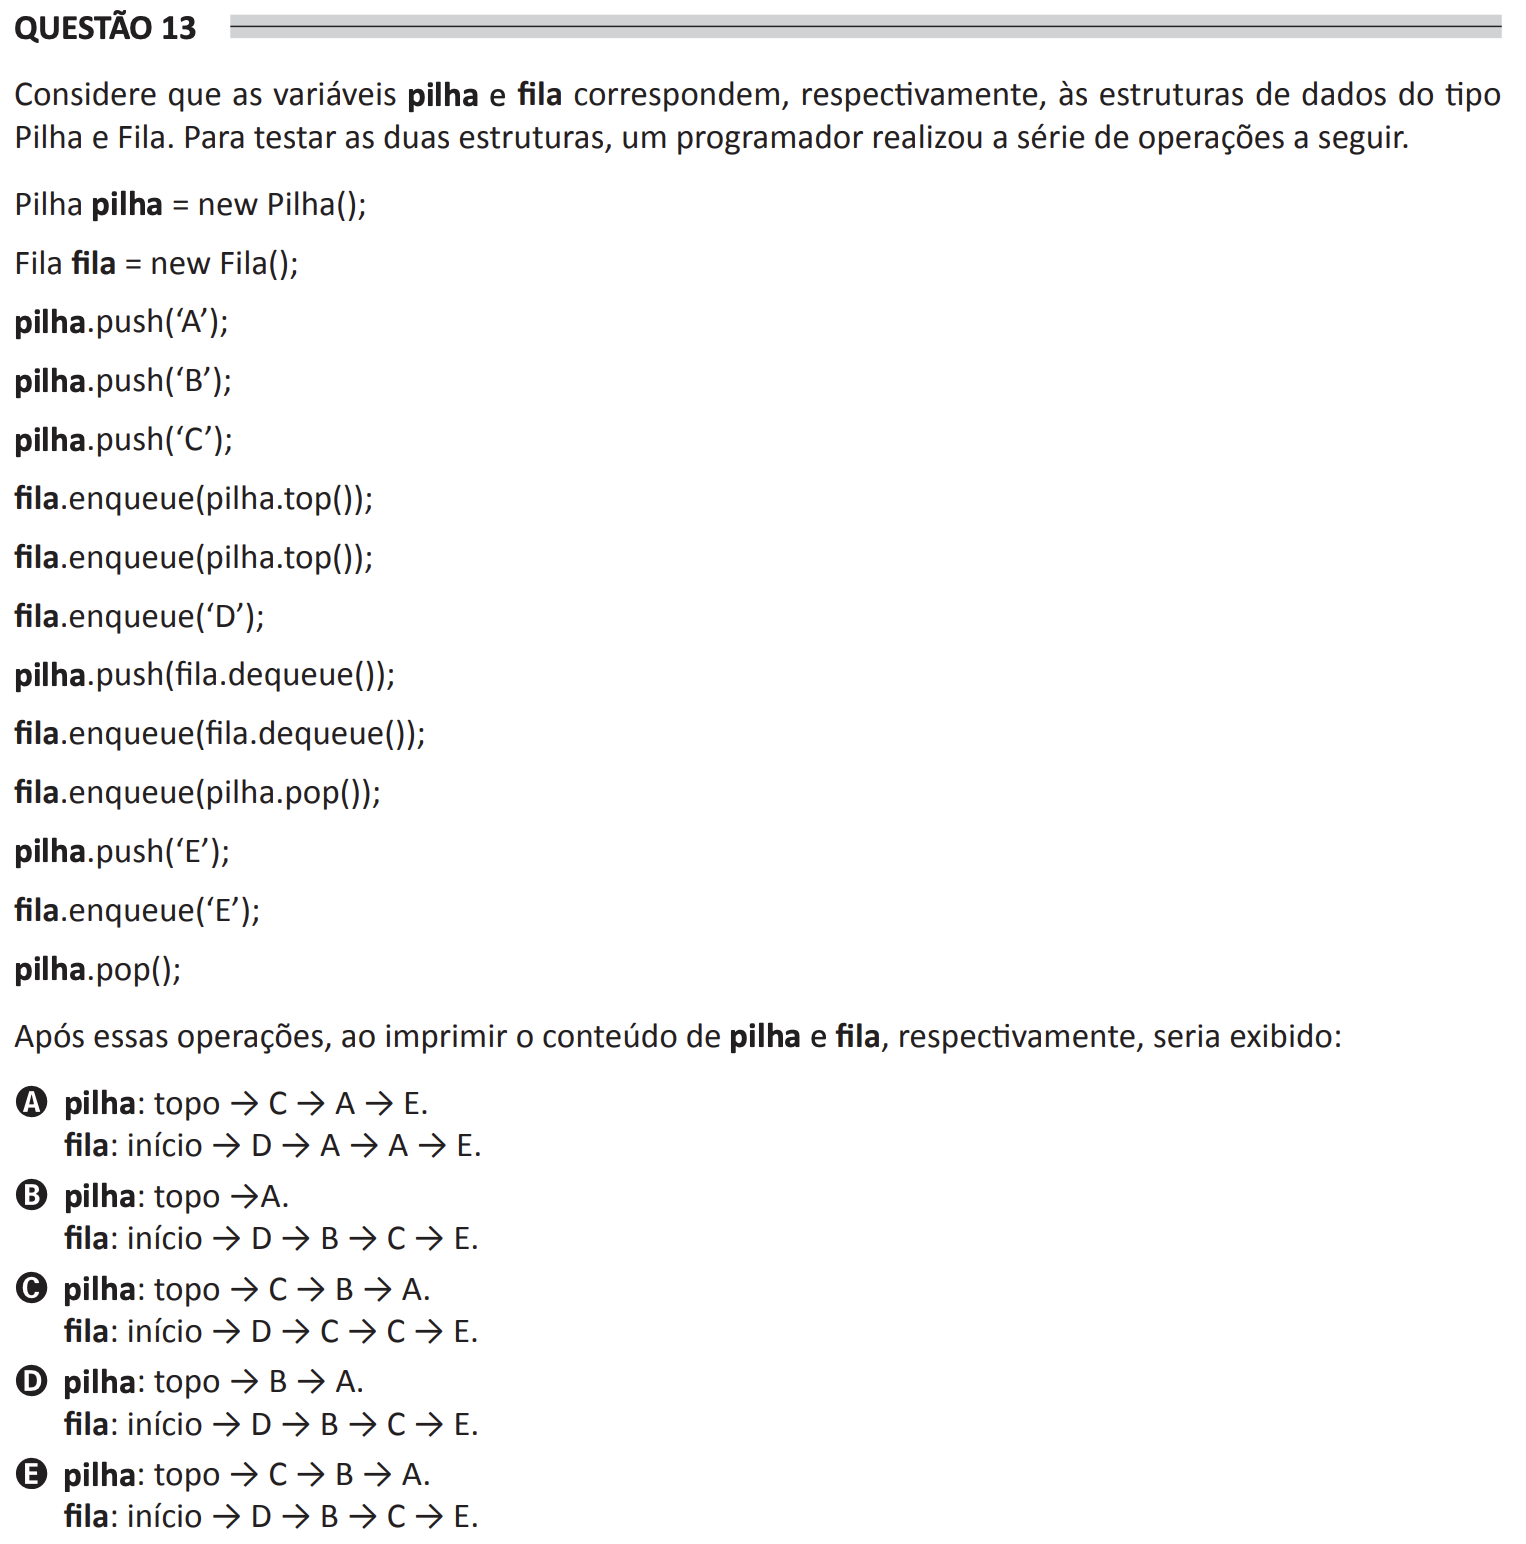 QUESTÃO 13
Considere que as variáveis pilha e fila correspondem, respectivamente, às estruturas de dados do tipo
Pilha e Fila. Para testar as duas estruturas, um programador realizou a série de operações a seguir.
Pilha pilha = new Pilha();
Fila fila = new Fila();
pilha.push(‘A’);
pilha.push(‘B’);
pilha.push(‘C’);
fila.enqueue(pilha.top());
fila.enqueue(pilha.top());
fila.enqueue(‘D’);
pilha.push(fila.dequeue());
fila.enqueue(fila.dequeue());
fila.enqueue(pilha.pop());
pilha.push(‘E’);
fila.enqueue(‘E’);
pilha.pop();
Após essas operações, ao imprimir o conteúdo de pilha e fila, respectivamente, seria exibido:
A pilha: topo → C → A → E.
fila: início → D → A → A → E.
B pilha: topo →A.
fila: início → D → B → C → E.
C pilha: topo → C → B → A.
fila: início → D → C → C → E.
D pilha: topo → B → A.
fila: início → D → B → C → E.
E pilha: topo → C → B → A.
fila: início → D → B → C → E.